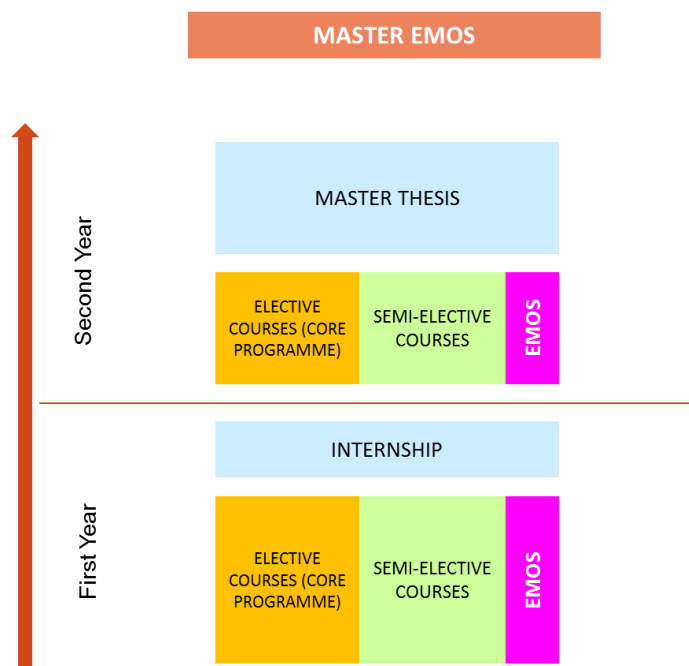 MASTER EMOS
Second Year
MASTER THESIS
ELECTIVE
COURSES (CORE
PROGRAMME)
SEMI-ELECTIVE
COURSES
EMOS
First Year
INTERNSHIP
ELECTIVE
COURSES (CORE
PROGRAMME)
SEMI-ELECTIVE
COURSES
EMOS